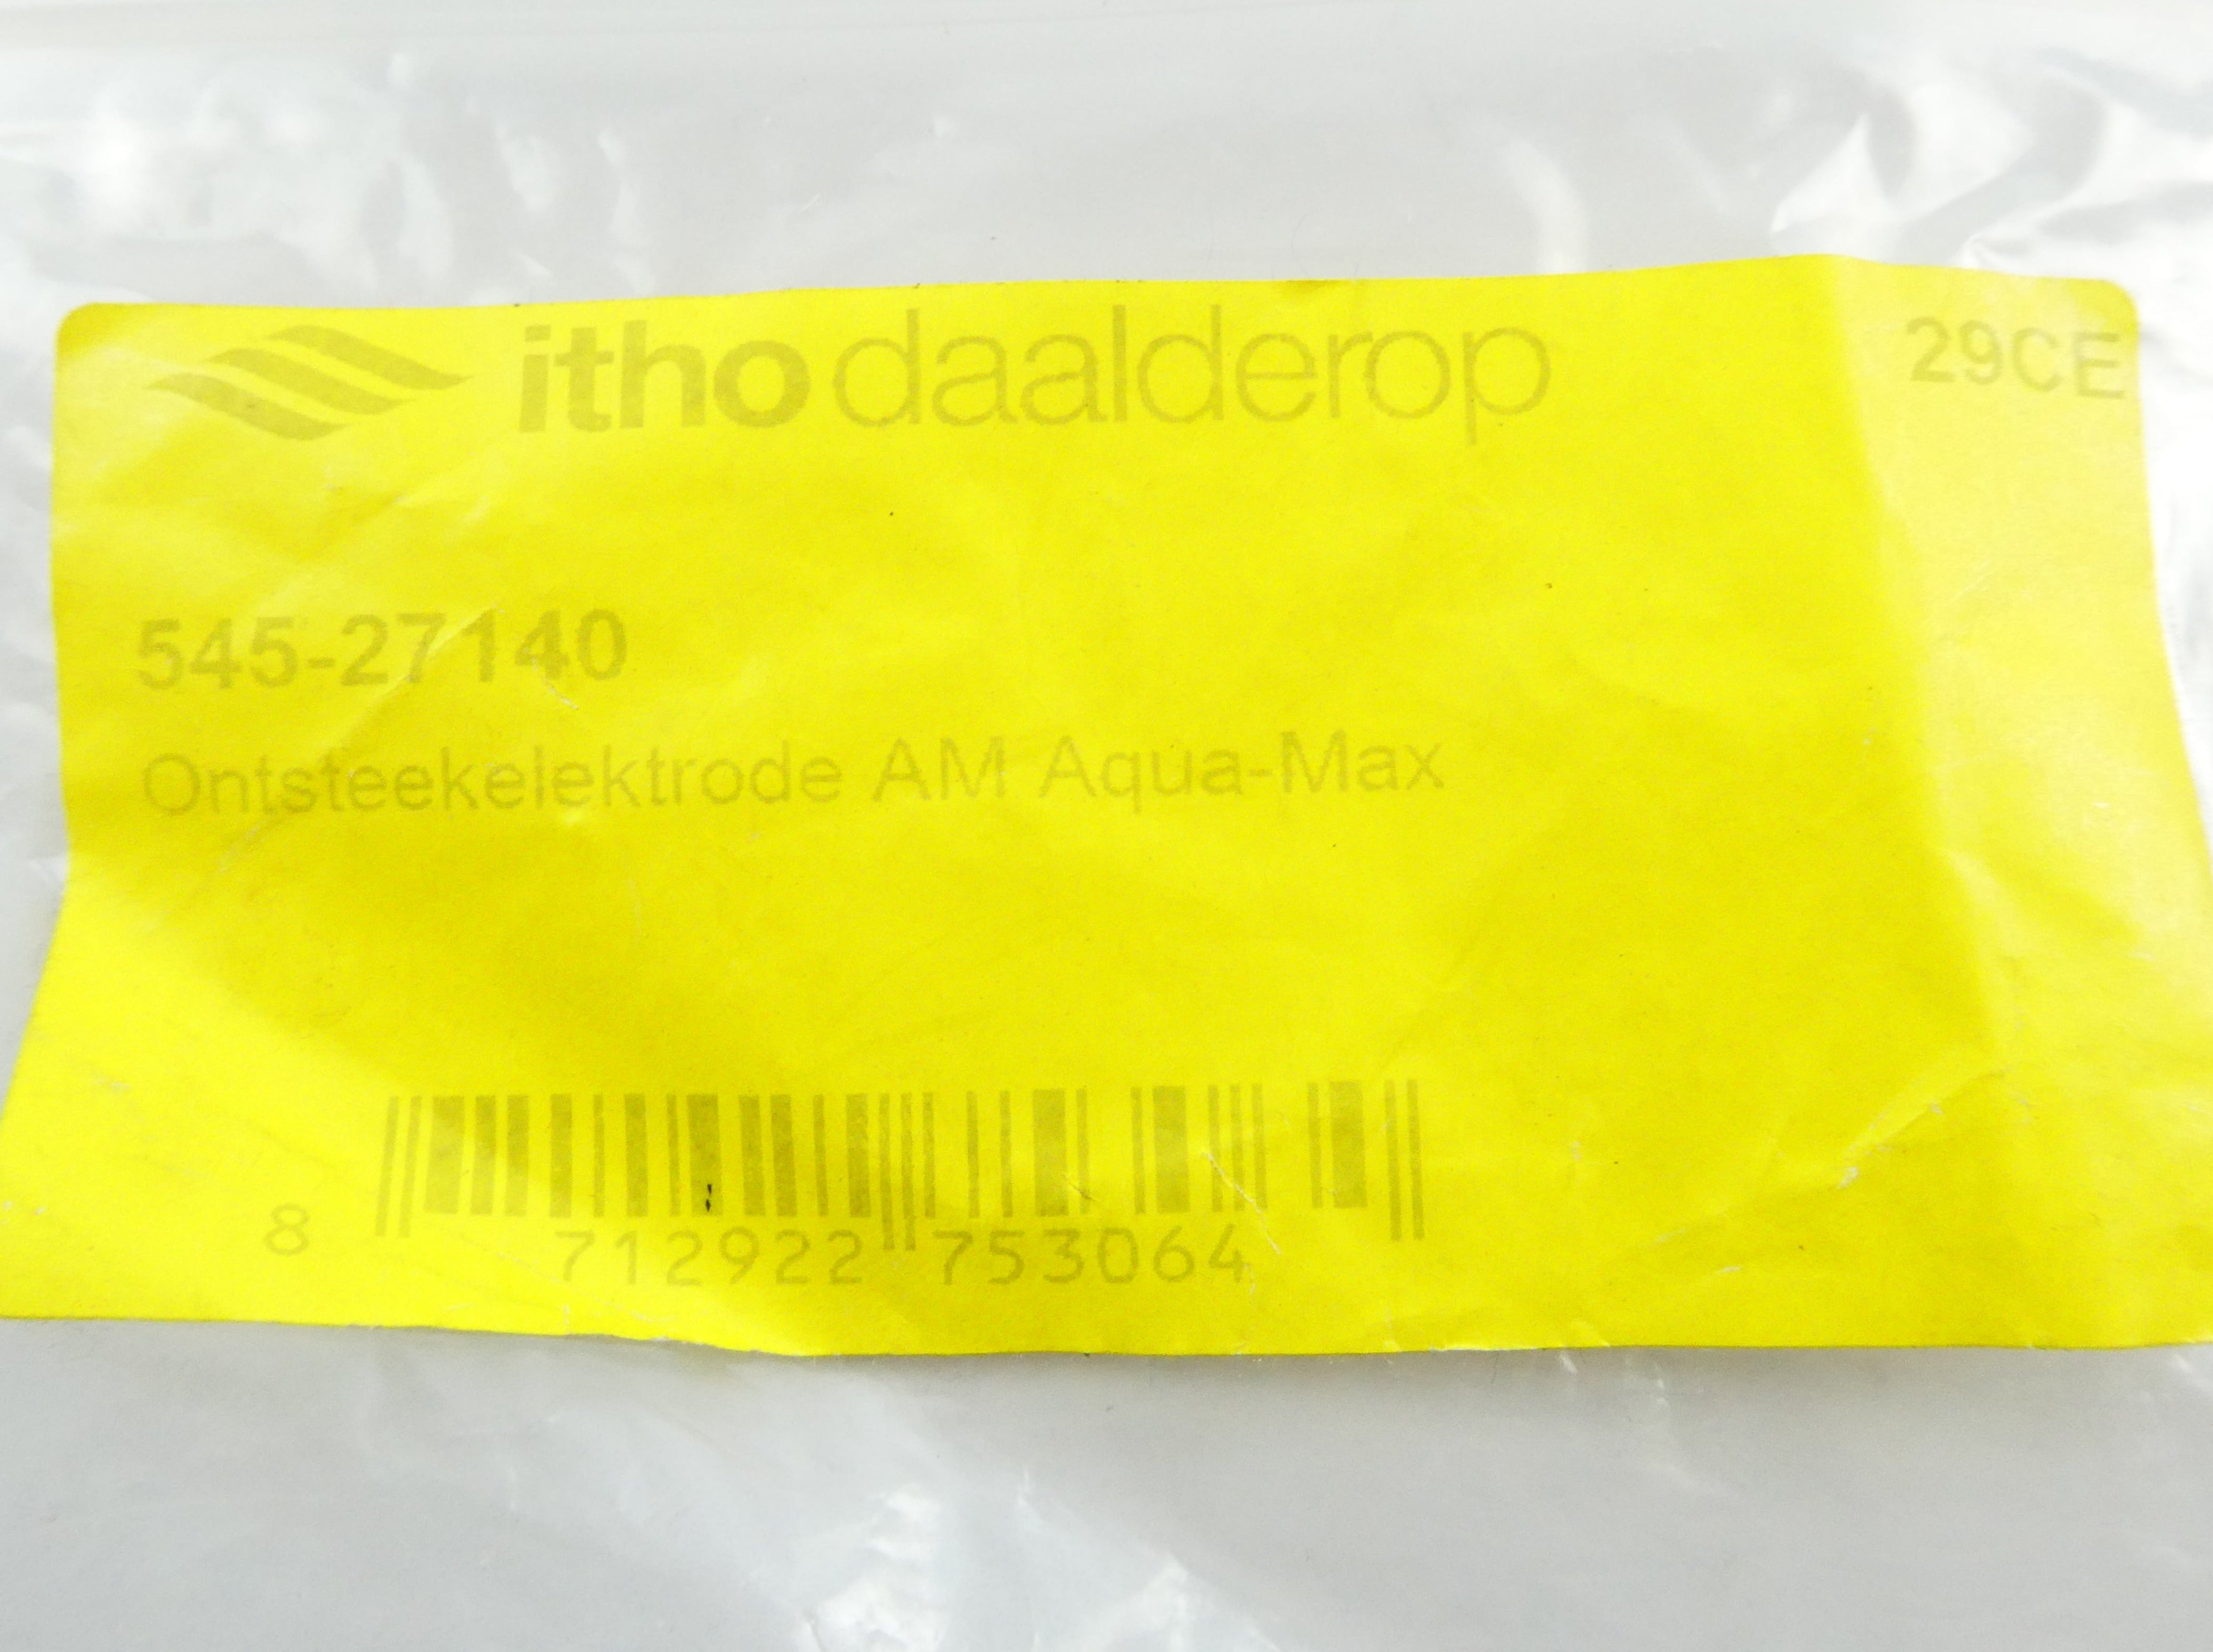 itho daalderop 29CE
545-27140
Ontsteekelektrode AM Aqua-Max
8 712922 753064